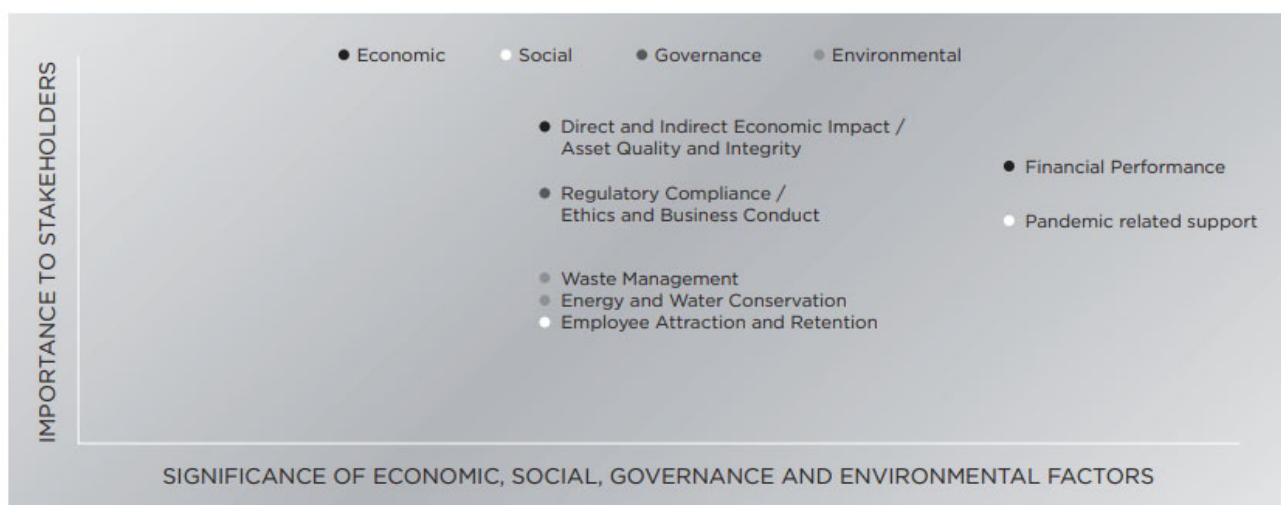 Economic
Social
Governance
Environmental
IMPORTANCE TO STAKEHOLDERS
Direct and Indirect Economic Impact /
Asset Quality and Integrity
Financial Performance
Regulatory Compliance /
Ethics and Business Conduct
Pandemic related support
Waste Management
Energy and Water Conservation
Employee Attraction and Retention
SIGNIFICANCE OF ECONOMIC, SOCIAL, GOVERNANCE AND ENVIRONMENTAL FACTORS